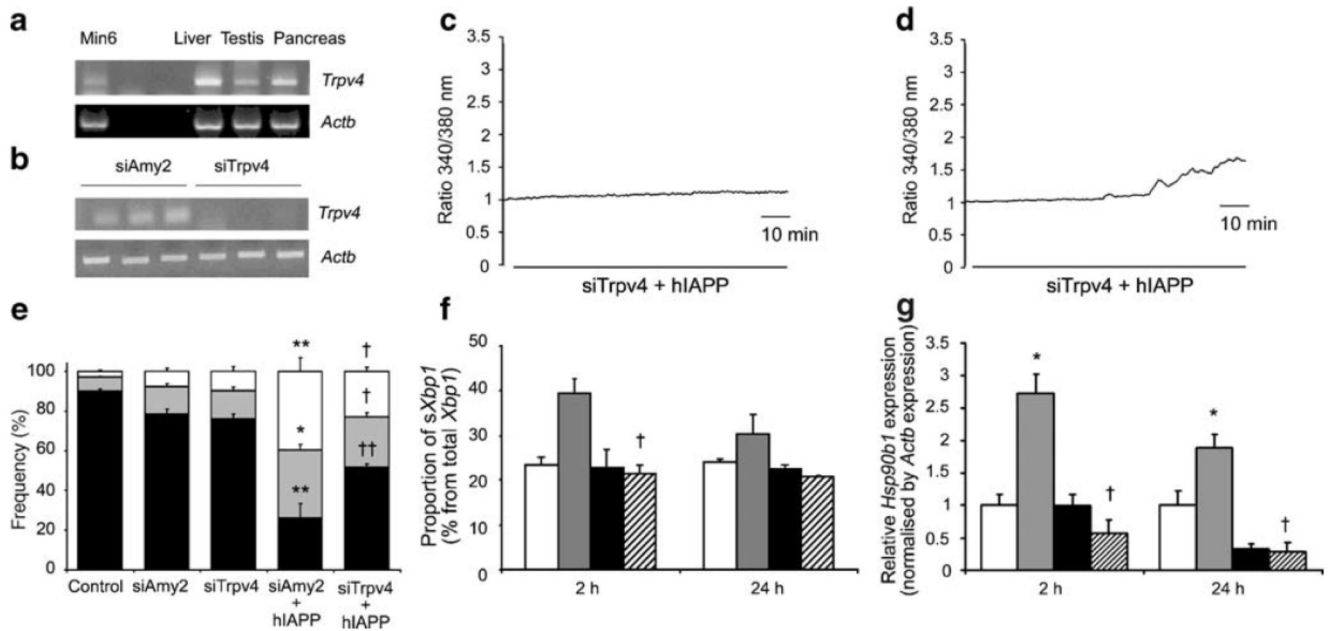 a
Min6 Liver Testis Pancreas
Trpv4
Actb
b
siAmy2 siTrpv4
Trpv4
Actb
c
Ratio 340/380 nm
3.5
3
2.5
2
1.5
1
0.5
0
10 min
siTrpv4 + hIAPP
d
Ratio 340/380 nm
3.5
3
2.5
2
1.5
1
0.5
0
10 min
siTrpv4 + hIAPP
e
Frequency (%)
100
80
60
40
20
0
** †
* †
** ††
Control siAmy2 siTrpv4 siAmy2 siTrpv4
+ +
hIAPP hIAPP
f
Proportion of sXbp1
(% from total Xbp1)
50
40
30
20
10
0
†
2 h 24 h
g
Relative Hsp90b1 expression
(normalised by Actb expression)
3.5
3
2.5
2
1.5
1
0.5
0
*
*
†
†
2 h 24 h